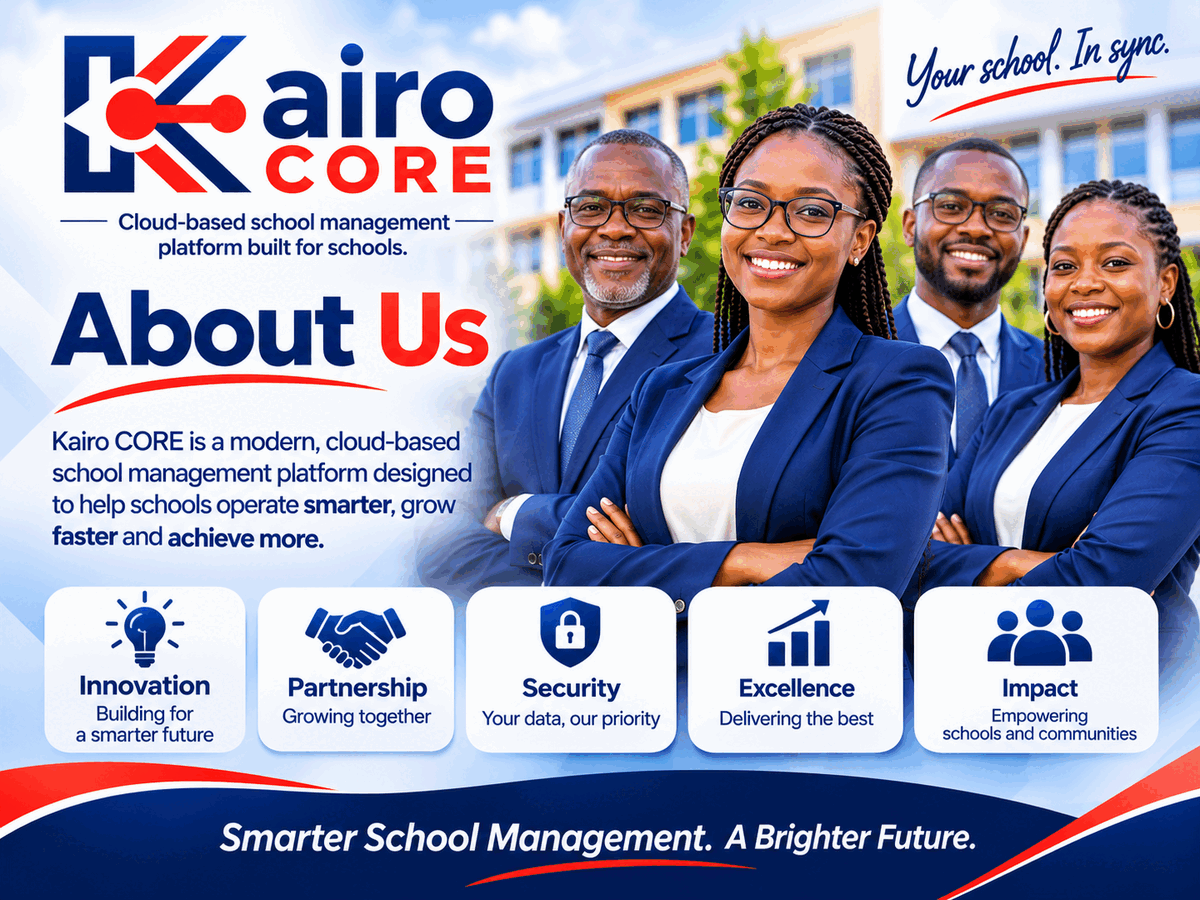 Kairo
CORE
Cloud-based school management
platform built for schools.
Your school. In sync.
About Us
Kairo CORE is a modern, cloud-based
school management platform designed
to help schools operate smarter, grow
faster and achieve more.
Innovation
Building for
a smarter future
Partnership
Growing together
Security
Your data, our priority
Excellence
Delivering the best
Impact
Empowering
schools and communities
Smarter School Management. A Brighter Future.